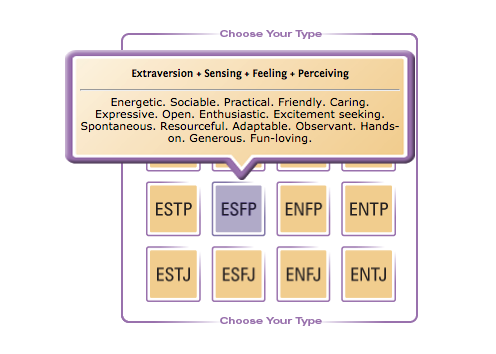 Choose Your Type
Extraversion + Sensing + Feeling + Perceiving
Energetic. Sociable. Practical. Friendly. Caring.
Expressive. Open. Enthusiastic. Excitement seeking.
Spontaneous. Resourceful. Adaptable. Observant. Hands-
on. Generous. Fun-loving.
ESTP ESFP ENFP ENTP
ESTJ ESFJ ENFJ ENTJ
Choose Your Type